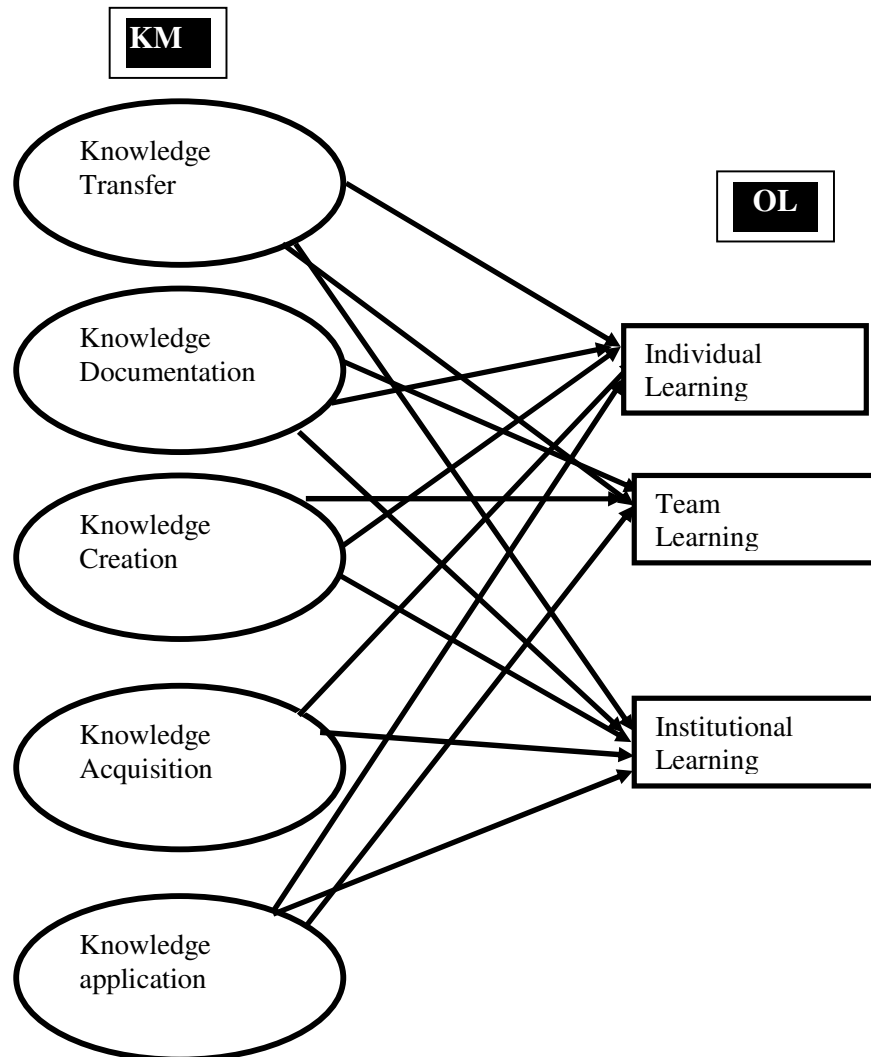 KM
Knowledge
Transfer
OL
Knowledge
Documentation
Individual
Learning
Knowledge
Creation
Team
Learning
Knowledge
Acquisition
Institutional
Learning
Knowledge
application